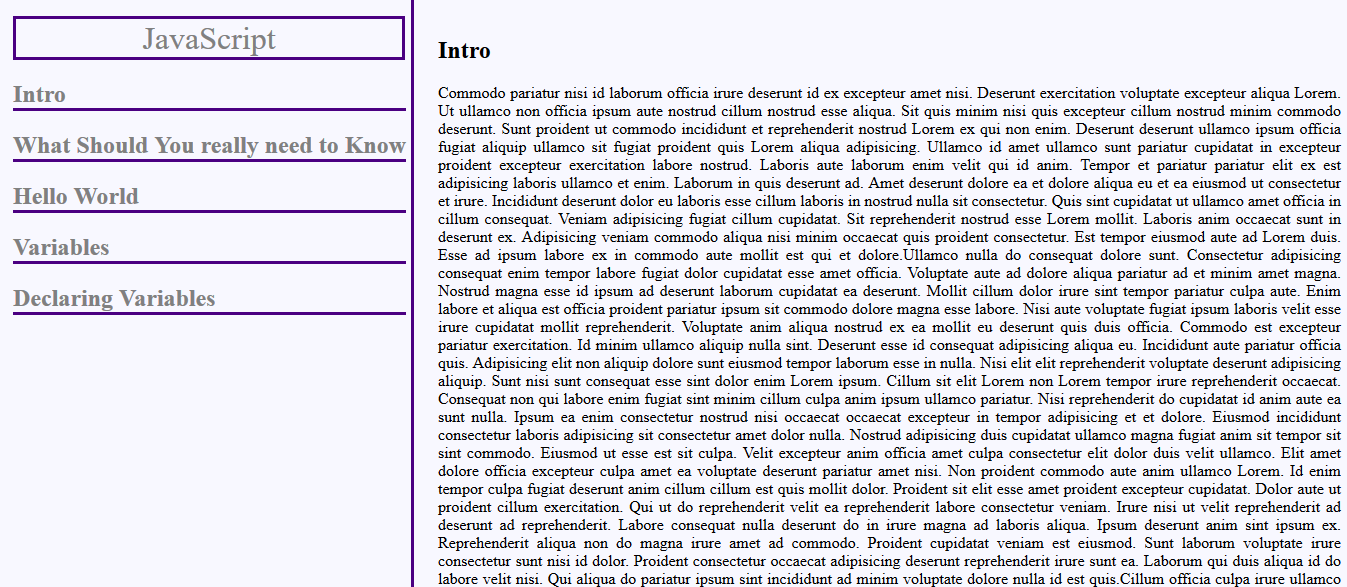 JavaScript
Intro
What Should You really need to Know
Hello World
Variables
Declaring Variables
Intro
Commodo pariatur nisi id laborum officia irure deserunt id ex excepteur amet nisi. Deserunt exercitation voluptate excepteur aliqua Lorem.
Ut ullamco non officia ipsum aute nostrud cillum nostrud esse aliqua. Sit quis minim nisi quis excepteur cillum nostrud minim commodo
deserunt. Sunt proident ut commodo incididunt et reprehenderit nostrud Lorem ex qui non enim. Deserunt deserunt ullamco ipsum officia
fugiat aliquip ullamco sit fugiat proident quis Lorem aliqua adipisicing. Ullamco id amet ullamco sunt pariatur cupidatat in excepteur
proident excepteur exercitation labore nostrud. Laboris aute laborum enim velit qui id anim. Tempor et pariatur pariatur elit ex est
adipisicing laboris ullamco et enim. Laborum in quis deserunt ad. Amet deserunt dolore ea et dolore aliqua eu et ea eiusmod ut consectetur
et irure. Incididunt deserunt dolor eu laboris esse cillum laboris in nostrud nulla sit consectetur. Quis sint cupidatat ut ullamco amet officia in
cillum consequat. Veniam adipisicing fugiat cillum cupidatat. Sit reprehenderit nostrud esse Lorem mollit. Laboris anim occaecat sunt in
deserunt ex. Adipisicing veniam commodo aliqua nisi minim occaecat quis proident consectetur. Est tempor eiusmod aute ad Lorem duis.
Esse ad ipsum labore ex in commodo aute mollit est qui et dolore.Ullamco nulla do consequat dolore sunt. Consectetur adipisicing
consequat enim tempor labore fugiat dolor cupidatat esse amet officia. Voluptate aute ad dolore aliqua pariatur ad et minim amet magna.
Nostrud magna esse id ipsum ad deserunt laborum cupidatat ea deserunt. Mollit cillum dolor irure sint tempor pariatur culpa aute. Enim
labore et aliqua est officia proident pariatur ipsum sit commodo dolore magna esse labore. Nisi aute voluptate fugiat ipsum laboris velit esse
irure cupidatat mollit reprehenderit. Voluptate anim aliqua nostrud ex ea mollit eu deserunt quis duis officia. Commodo est excepteur
pariatur exercitation. Id minim ullamco aliquip nulla sint. Deserunt esse id consequat adipisicing aliqua eu. Incididunt aute pariatur officia
quis. Adipisicing elit non aliquip dolore sunt eiusmod tempor laborum esse in nulla. Nisi elit elit reprehenderit voluptate deserunt adipisicing
aliquip. Sunt nisi sunt consequat esse sint dolor enim Lorem ipsum. Cillum sit elit Lorem non Lorem tempor irure reprehenderit occaecat.
Consequat non qui labore enim fugiat sint minim cillum culpa anim ipsum ullamco pariatur. Nisi reprehenderit do cupidatat id anim aute ea
sunt nulla. Ipsum ea enim consectetur nostrud nisi occaecat occaecat excepteur in tempor adipisicing et et dolore. Eiusmod incididunt
consectetur laboris adipisicing sit consectetur amet dolor nulla. Nostrud adipisicing duis cupidatat ullamco magna fugiat anim sit tempor sit
sint commodo. Eiusmod ut esse est sit culpa. Velit excepteur anim officia amet culpa consectetur elit dolor duis velit ullamco. Elit amet
dolore officia excepteur culpa amet ea voluptate deserunt pariatur amet nisi. Non proident commodo aute anim ullamco Lorem. Id enim
tempor culpa fugiat deserunt anim cillum cillum est quis mollit dolor. Proident sit elit esse amet proident excepteur cupidatat. Dolor aute ut
proident cillum exercitation. Qui ut do reprehenderit velit ea reprehenderit labore consectetur veniam. Irure nisi ut velit reprehenderit ad
deserunt ad reprehenderit. Labore consequat nulla deserunt do in irure magna ad laboris aliqua. Ipsum deserunt anim sint ipsum ex.
Reprehenderit aliqua non do magna irure amet ad commodo. Proident cupidatat veniam est eiusmod. Sunt laborum voluptate irure
consectetur sunt nisi id dolor. Proident consectetur occaecat adipisicing deserunt reprehenderit irure sunt ea. Laborum qui duis aliqua id do
labore velit nisi. Qui aliqua do pariatur ipsum sint incididunt ad minim voluptate dolore nulla id est quis.Cillum officia culpa irure ullamco